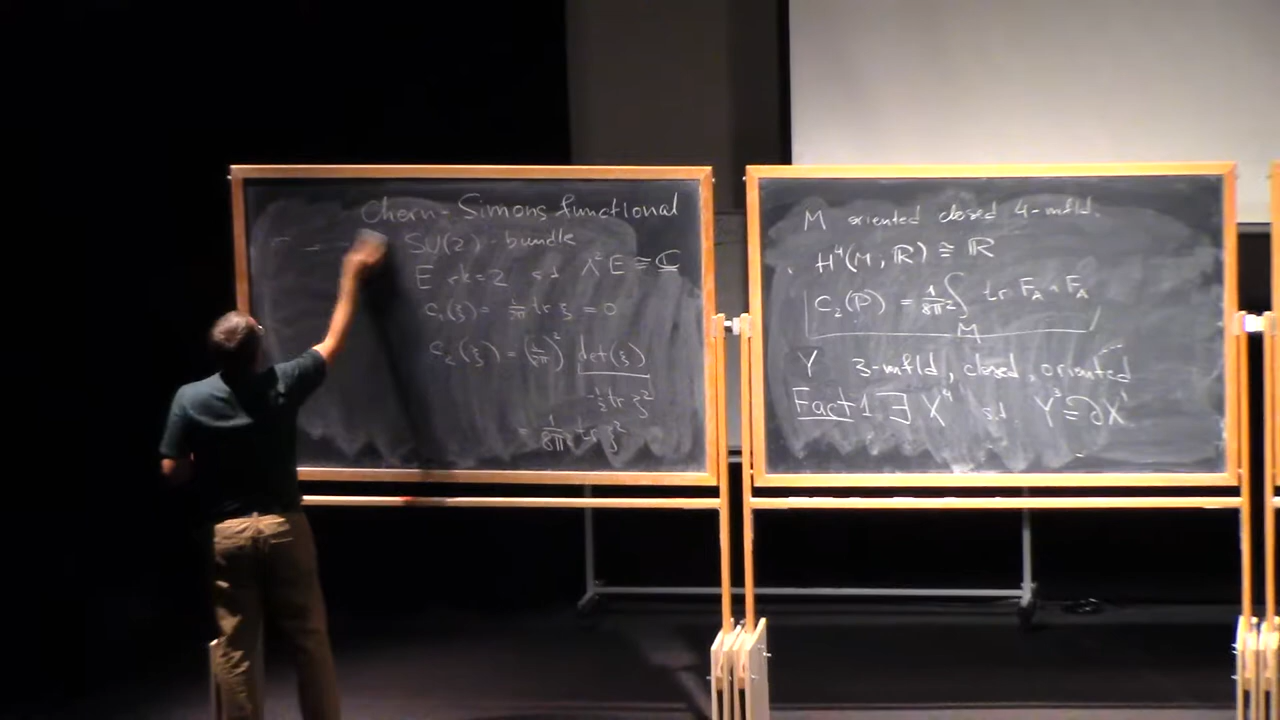 Chern-Simons functional
SU(2)-bundle
E rk=2 s.t Λ²E ≅ ℂ
c₁(ξ) = i/2π tr ξ = 0
c₂(ξ) = (i/2π)² det(ξ)
-½ tr ξ²
= 1/8π² tr ξ²
M oriented closed 4-mfld.
H⁴(M, ℝ) ≅ ℝ
C₂(P) = 1/8π² ∫_M tr F_A ∧ F_A
Y 3-mfld, closed, oriented
Fact 1 ∃ X⁴ s.t. Y³ = ∂X